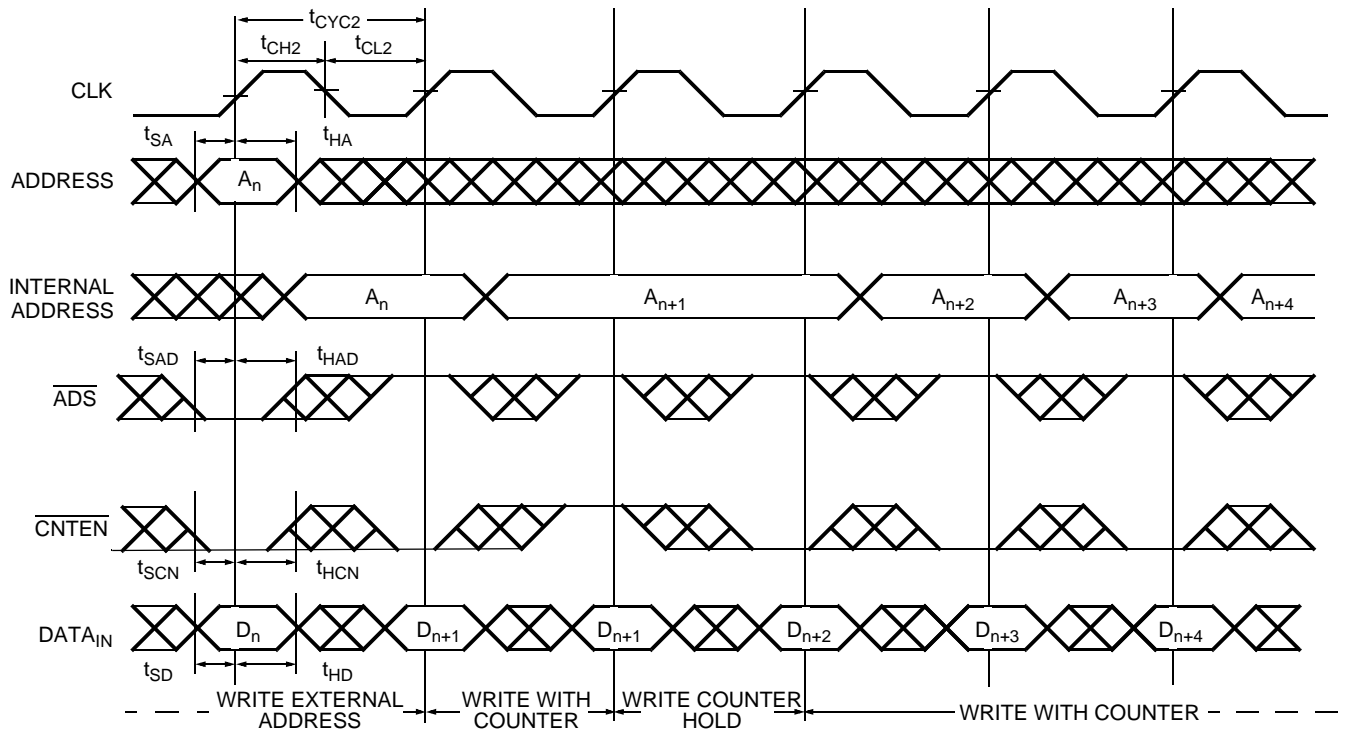 tCYC2
tCH2 tCL2
CLK
tSA tHA
ADDRESS An
INTERNAL
ADDRESS An An+1 An+2 An+3 An+4
tSAD tHAD
ADS
CNTEN
tSCN tHCN
DATAIN Dn Dn+1 Dn+1 Dn+2 Dn+3 Dn+4
tSD tHD
WRITE EXTERNAL
ADDRESS
WRITE WITH
COUNTER
WRITE COUNTER
HOLD
WRITE WITH COUNTER